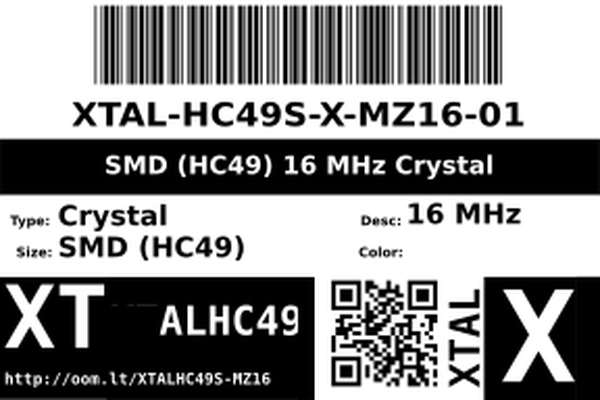 XTAL-HC49S-X-MZ16-01
SMD (HC49) 16 MHz Crystal
Type: Crystal
Desc: 16 MHz
Size: SMD (HC49)
Color:
XT ALHC49
XTAL
X
http://oom.lt/XTALHC49S-MZ16